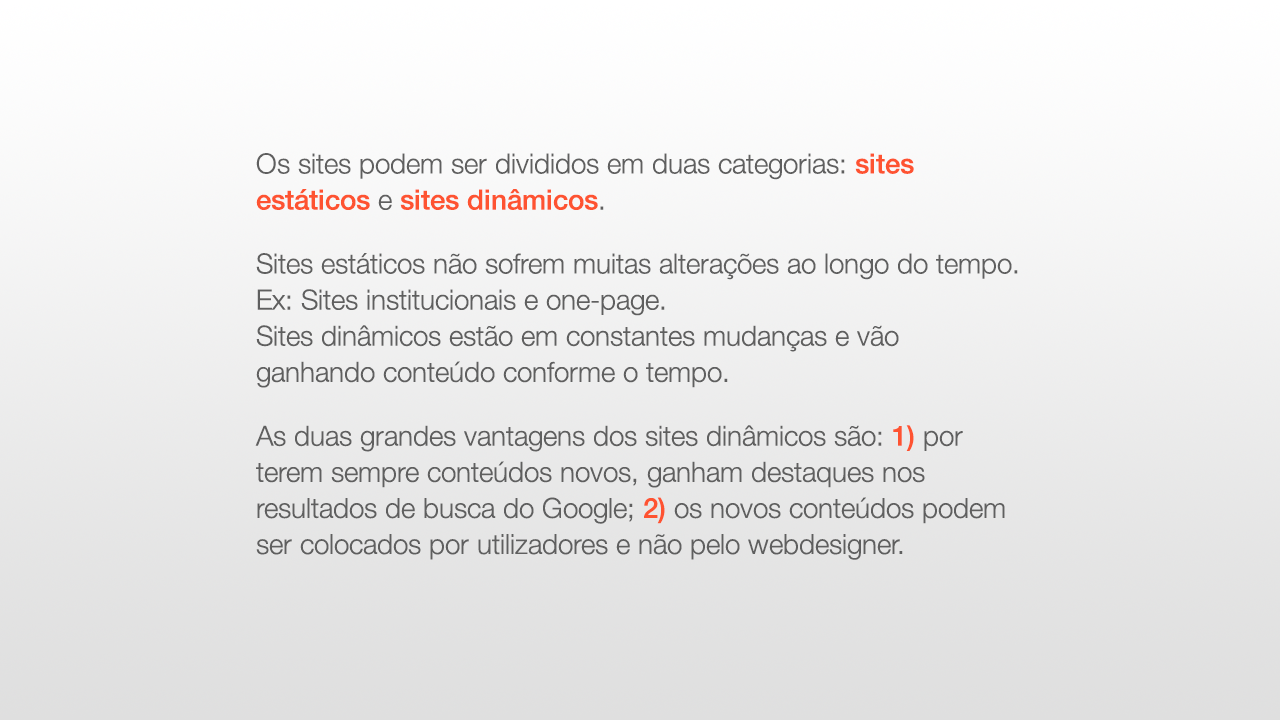 Os sites podem ser divididos em duas categorias: sites
estáticos e sites dinâmicos.
Sites estáticos não sofrem muitas alterações ao longo do tempo.
Ex: Sites institucionais e one-page.
Sites dinâmicos estão em constantes mudanças e vão
ganhando conteúdo conforme o tempo.
As duas grandes vantagens dos sites dinâmicos são: 1) por
terem sempre conteúdos novos, ganham destaques nos
resultados de busca do Google; 2) os novos conteúdos podem
ser colocados por utilizadores e não pelo webdesigner.